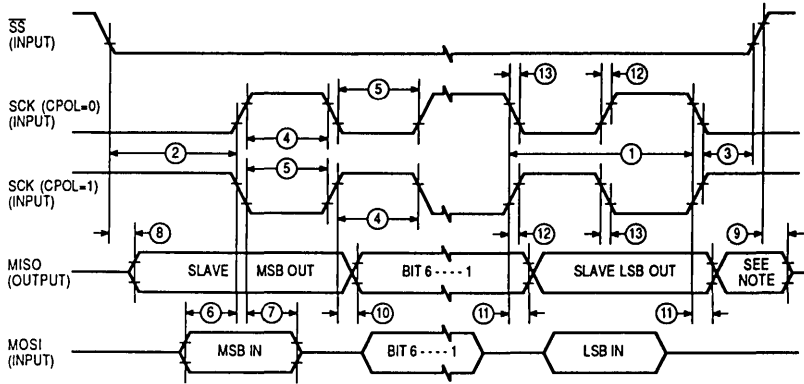 SS
(INPUT)
⑬ ⑫
⑤
SCK (CPOL=0)
(INPUT)
④
② ① ③
⑤
SCK (CPOL=1)
(INPUT)
④
⑧ ⑫ ⑬ ⑨
MISO
(OUTPUT)
SLAVE MSB OUT
BIT 6 - - - - 1
SLAVE LSB OUT
SEE
NOTE
⑥ ⑦ ⑩ ⑪ ⑪
MOSI
(INPUT)
MSB IN
BIT 6 - - - - 1
LSB IN